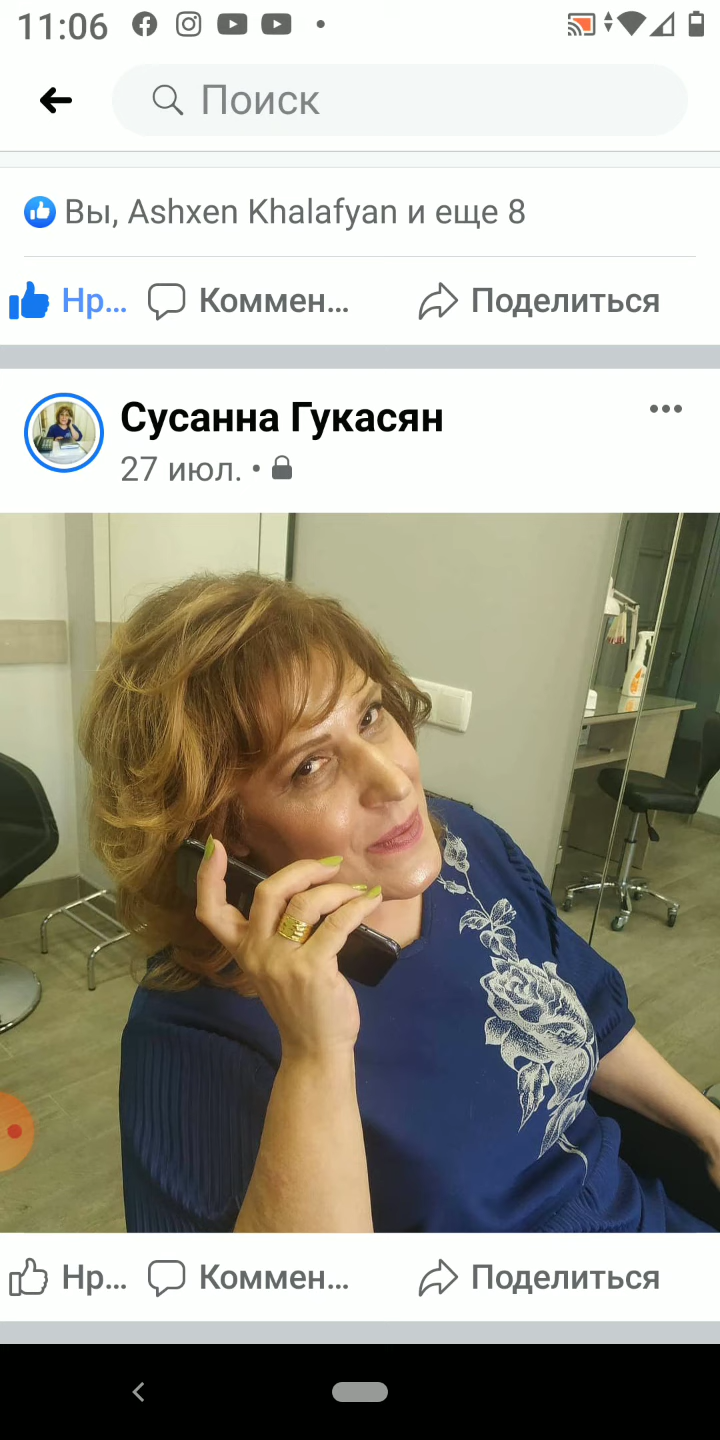 11:06
Поиск
Вы, Ashxen Khalafyan и еще 8
Нр... Коммен... Поделиться
Сусанна Гукасян
27 июл. •
Нр... Коммен... Поделиться